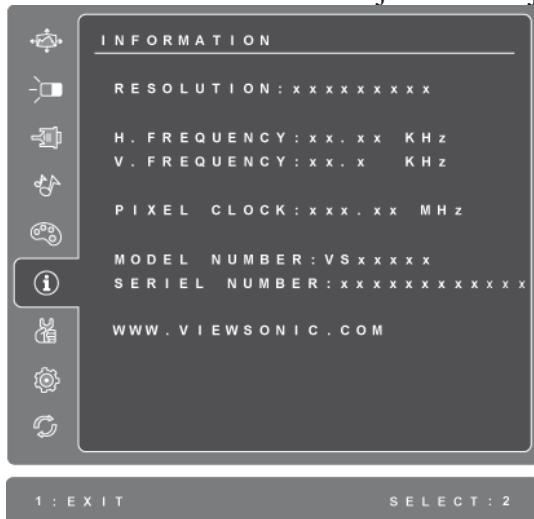 INFORMATION
RESOLUTION:xxxxxxxxx
H.FREQUENCY:xx.xx KHz
V.FREQUENCY:xx.x KHz
PIXEL CLOCK:xxx.xx MHz
MODEL NUMBER:VSxxxxx
SERIEL NUMBER:xxxxxxxxxxxx
WWW.VIEWSONIC.COM
1:EXIT SELECT:2